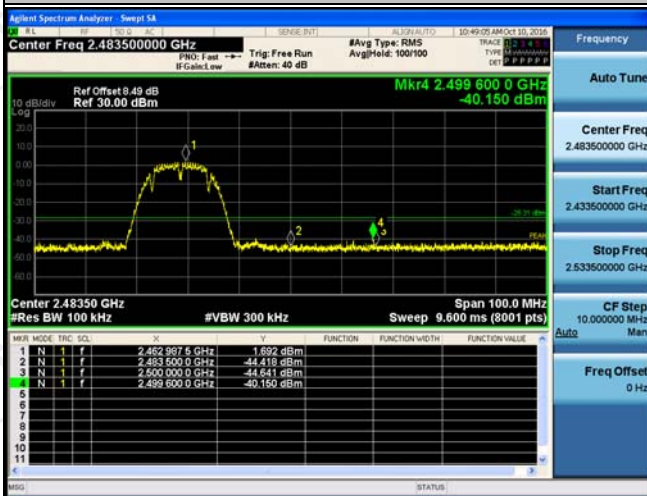 Agilent Spectrum Analyzer - Swept SA
RL RF 50 Ω AC SENSE:INT ALIGN AUTO 10:49:05 AM Oct 10, 2016
Center Freq 2.483500000 GHz
PNO: Fast
IFGain:Low
Trig: Free Run
#Atten: 40 dB
#Avg Type: RMS
Avg|Hold: 100/100
TRACE 1 2 3 4 5 6
TYPE
DET P P P P P P
Mkr4 2.499 600 0 GHz
-40.150 dBm
Ref Offset 8.49 dB
Ref 30.00 dBm
10 dB/div
Log
20.0
10.0
0.00
-10.0
-20.0
-30.0
-40.0
-50.0
-60.0
1
2
4
3
-28.31 dBm
PEAK
Center 2.48350 GHz
Span 100.0 MHz
#Res BW 100 kHz
#VBW 300 kHz
Sweep 9.600 ms (8001 pts)
MKR MODE TRC SCL X Y FUNCTION FUNCTION WIDTH FUNCTION VALUE
1 N 1 f 2.462 987 5 GHz 1.692 dBm
2 N 1 f 2.483 500 0 GHz -44.418 dBm
3 N 1 f 2.500 000 0 GHz -44.641 dBm
4 N 1 f 2.499 600 0 GHz -40.150 dBm
5
6
7
8
9
10
11
MSG
STATUS
Frequency
Auto Tune
Center Freq
2.483500000 GHz
Start Freq
2.433500000 GHz
Stop Freq
2.533500000 GHz
CF Step
10.000000 MHz
Auto Man
Freq Offset
0 Hz